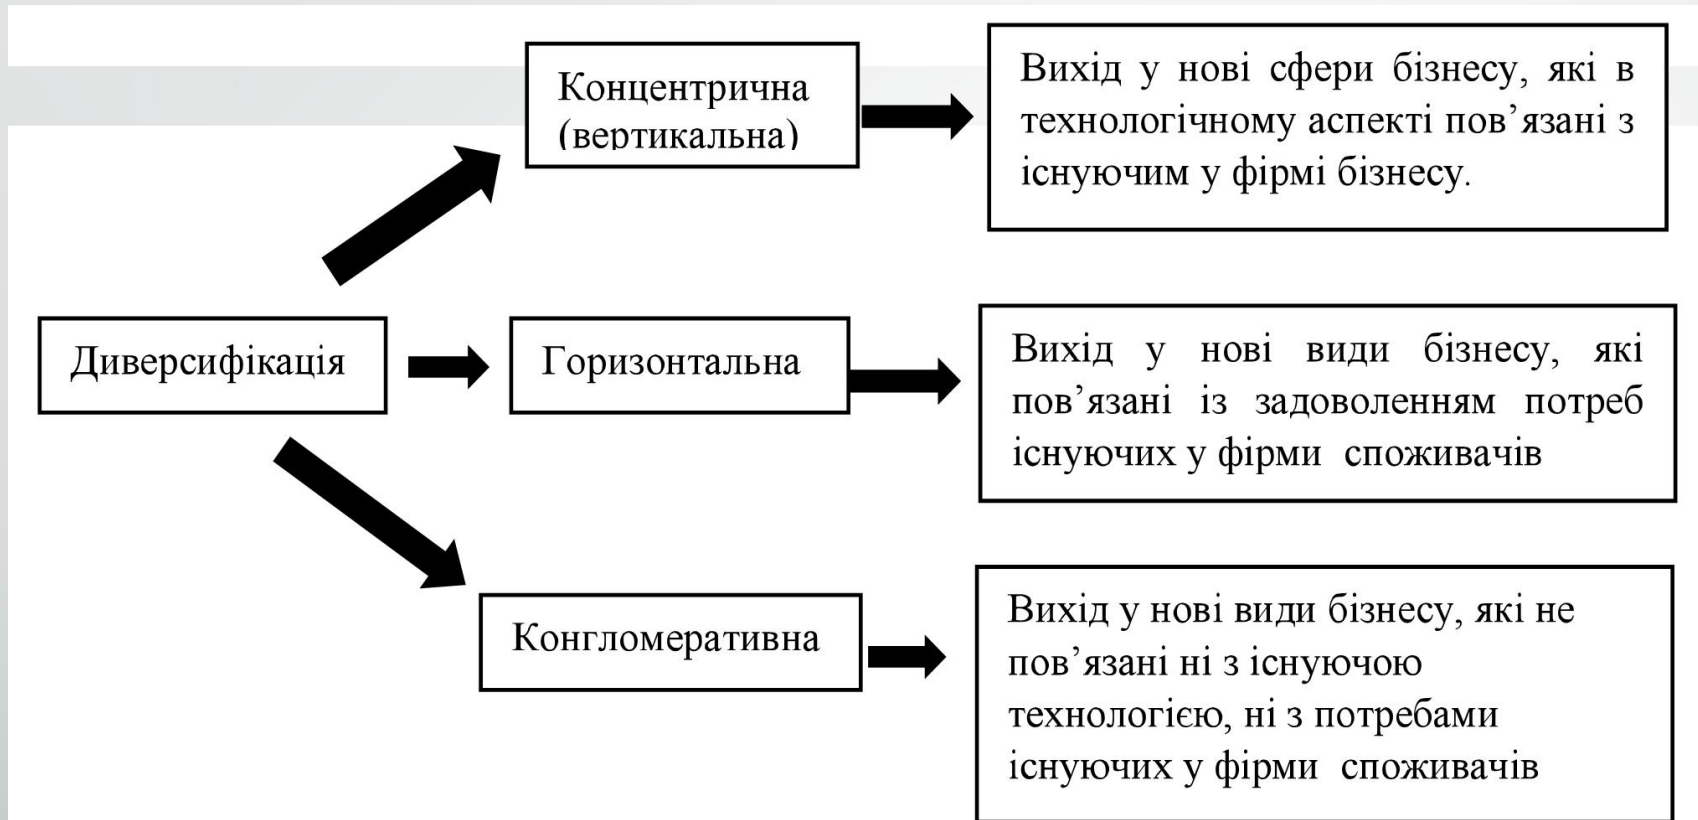 Концентрична
(вертикальна)
Вихід у нові сфери бізнесу, які в
технологічному аспекті пов’язані з
існуючим у фірмі бізнесу.
Диверсифікація
Горизонтальна
Вихід у нові види бізнесу, які
пов’язані із задоволенням потреб
існуючих у фірми споживачів
Конгломеративна
Вихід у нові види бізнесу, які не
пов’язані ні з існуючою
технологією, ні з потребами
існуючих у фірми споживачів